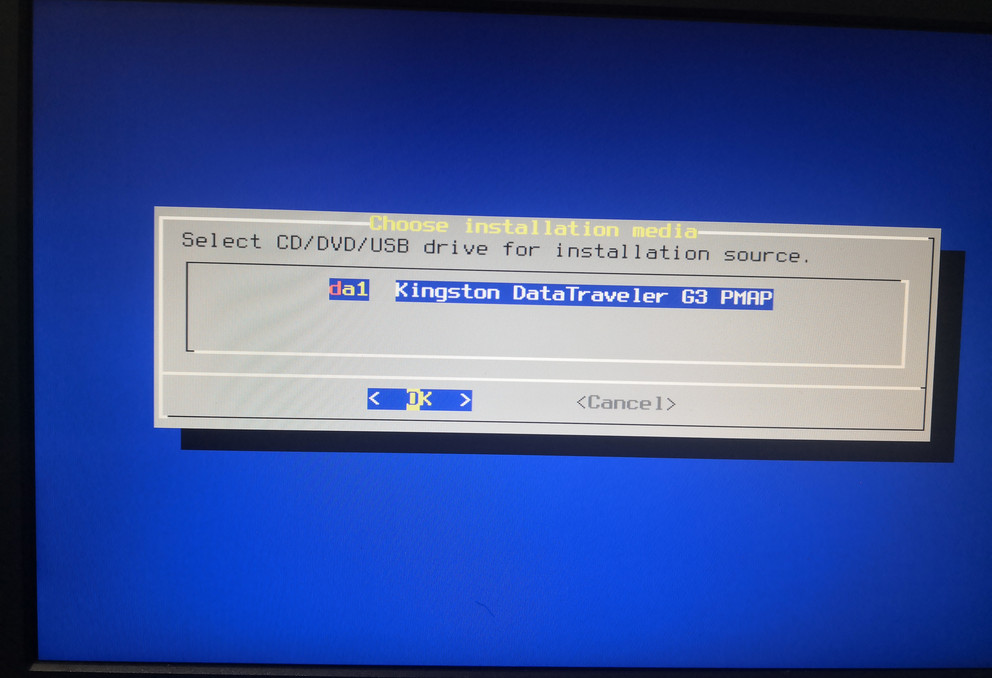 Choose installation media
Select CD/DVD/USB drive for installation source.
da1 Kingston DataTraveler G3 PMAP
< OK > <Cancel>